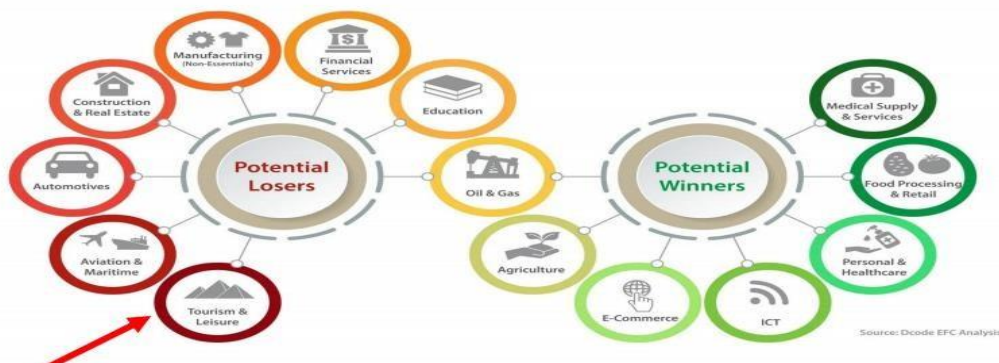 Manufacturing
(Non-Essentials)
Financial
Services
Construction
& Real Estate
Education
Medical Supply
& Services
Automotives
Potential
Losers
Oil & Gas
Potential
Winners
Food Processing
& Retail
Aviation &
Maritime
Agriculture
Personal &
Healthcare
Tourism &
Leisure
E-Commerce
ICT
Source: Dcode EFC Analysis